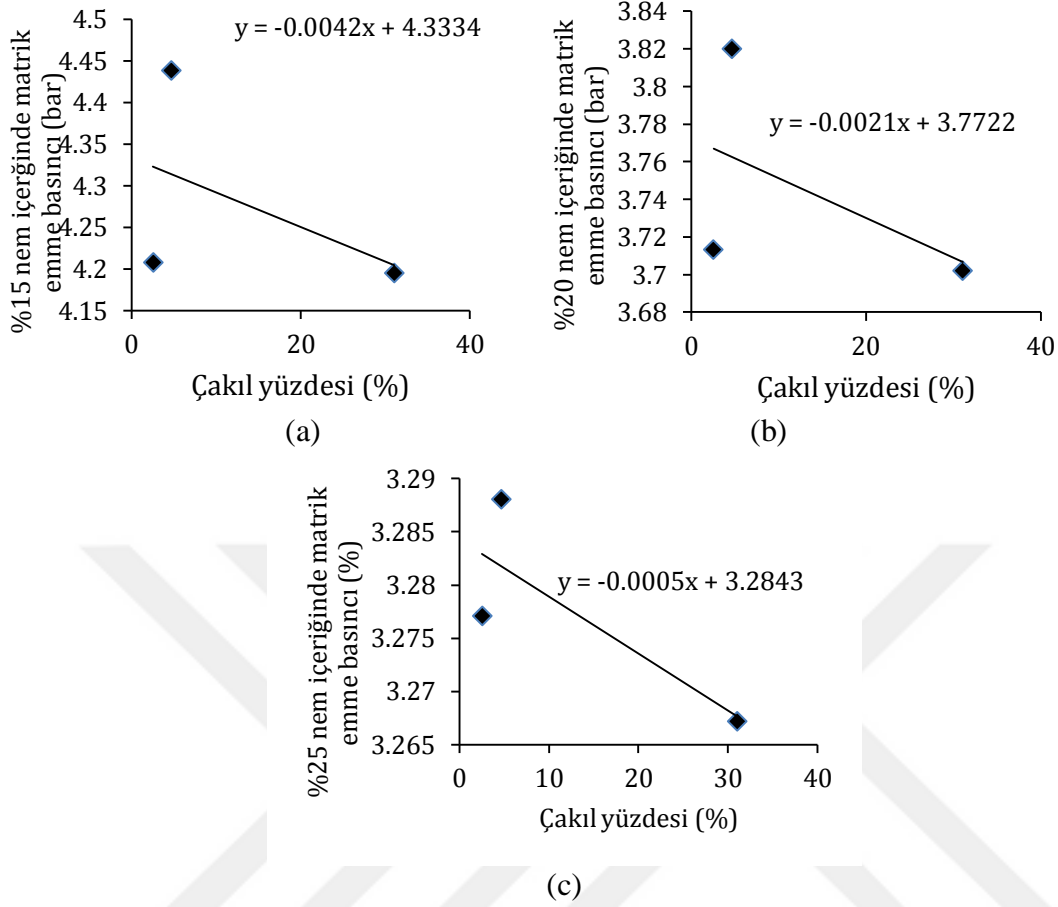 %15 nem içerğinde matrik
emme basıncı (bar)
4.5
4.45
4.4
4.35
4.3
4.25
4.2
4.15
y = -0.0042x + 4.3334
0
20
40
Çakıl yüzdesi (%)
(a)
%20 nem içeriğinde matrik
emme basıncı (bar)
3.84
3.82
3.8
3.78
3.76
3.74
3.72
3.7
3.68
y = -0.0021x + 3.7722
0
20
40
Çakıl yüzdesi (%)
(b)
%25 nem içeriğinde matrik
emme basıncı (%)
3.29
3.285
3.28
3.275
3.27
3.265
y = -0.0005x + 3.2843
0
10
20
30
40
Çakıl yüzdesi (%)
(c)